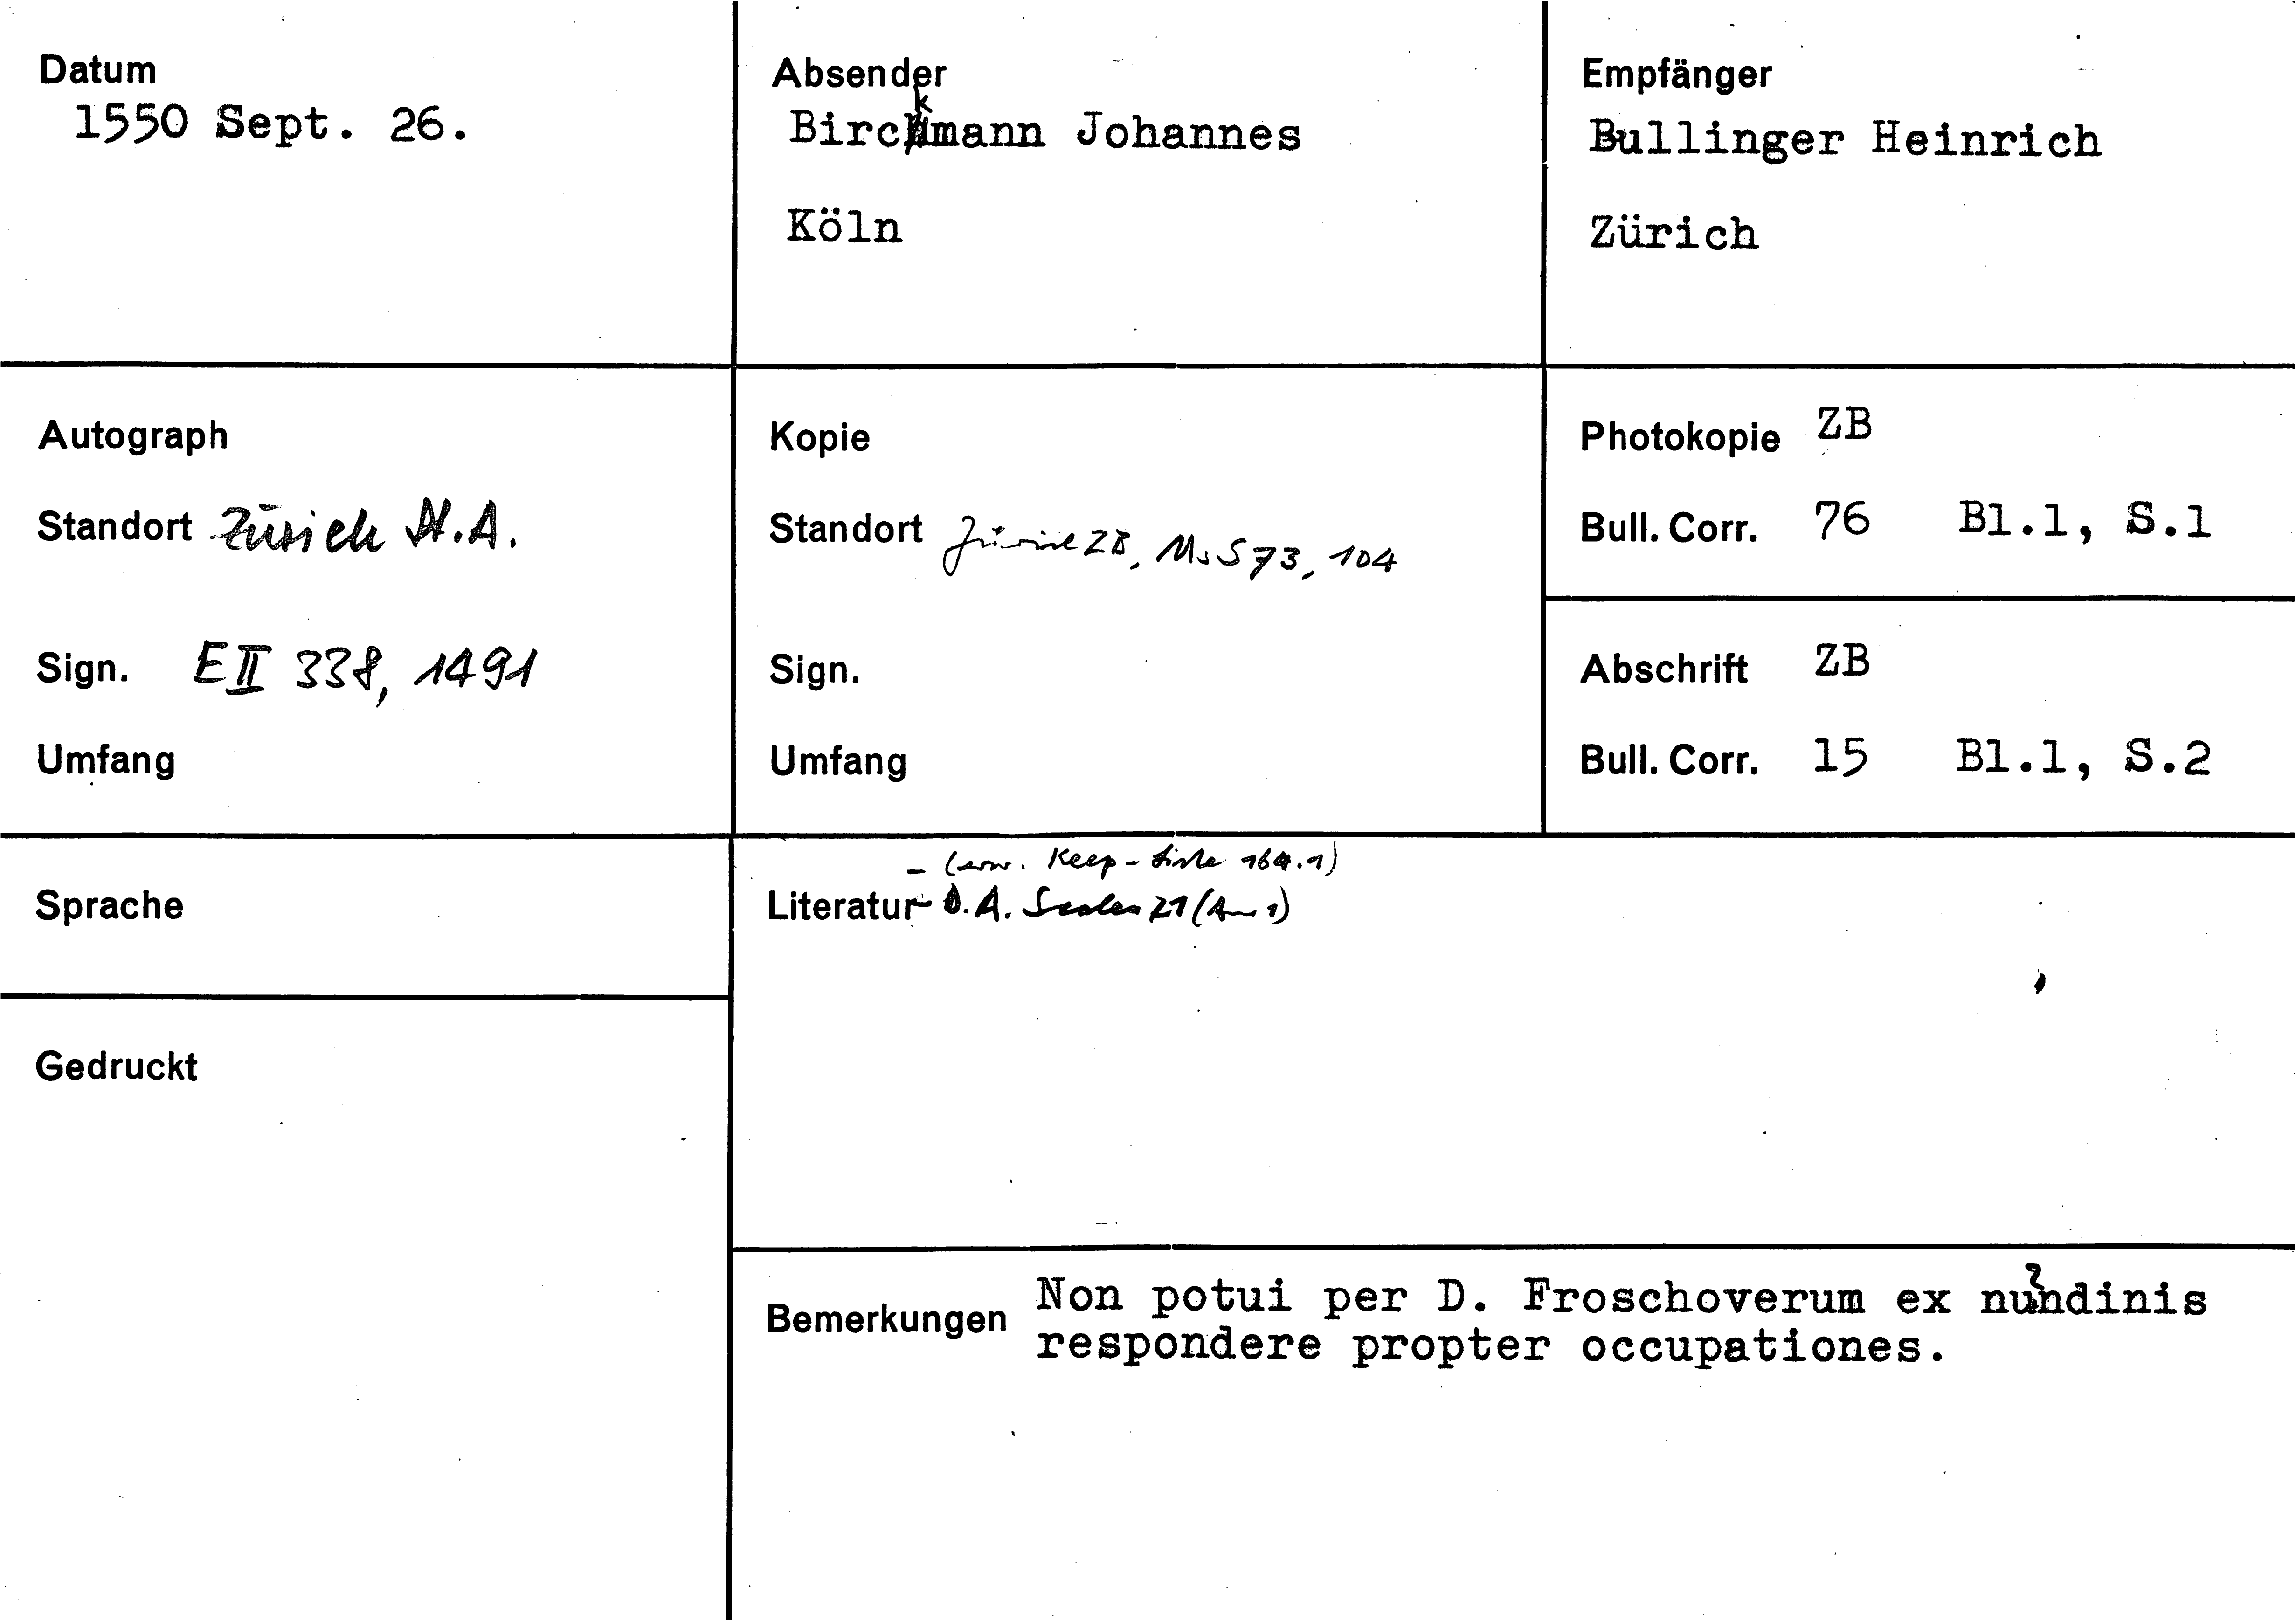 Datum
1550 Sept. 26.
Absender
Birckmann Johannes
Köln
Empfänger
Bullinger Heinrich
Zürich
Autograph
Standort Zürich St.A.
Sign. E II 338, 1491
Umfang
Kopie
Standort Zürich ZB, Ms S 73, 104
Sign.
Umfang
Photokopie ZB
Bull. Corr. 76 Bl.1, S.1
Abschrift ZB
Bull. Corr. 15 Bl.1, S.2
Sprache
Gedruckt
- (erw. Keep-Liste 164.1)
Literatur - D.A. 21 (Anm 1)
Bemerkungen Non potui per D. Froschoverum ex nundinis
respondere propter occupationes.